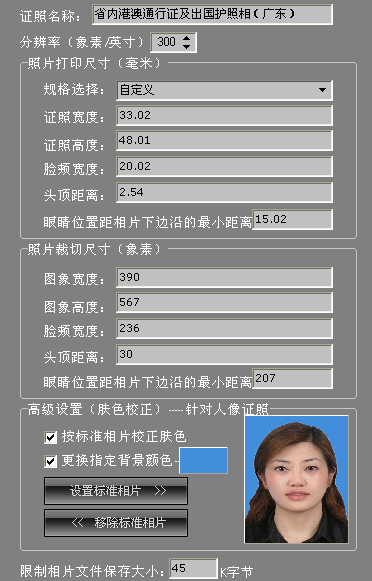 证照名称: 省内港澳通行证及出国护照相(广东)
分辨率(象素/英寸) 300
照片打印尺寸(毫米)
规格选择: 自定义
证照宽度: 33.02
证照高度: 48.01
脸颊宽度: 20.02
头顶距离: 2.54
眼睛位置距相片下边沿的最小距离 15.02
照片裁切尺寸(象素)
图象宽度: 390
图象高度: 567
脸颊宽度: 236
头顶距离: 30
眼睛位置距相片下边沿的最小距离 207
高级设置(肤色校正)-----针对人像证照
按标准相片校正肤色
更换指定背景颜色--
设置标准相片 >>
<< 移除标准相片
限制相片文件保存大小: 45 K字节